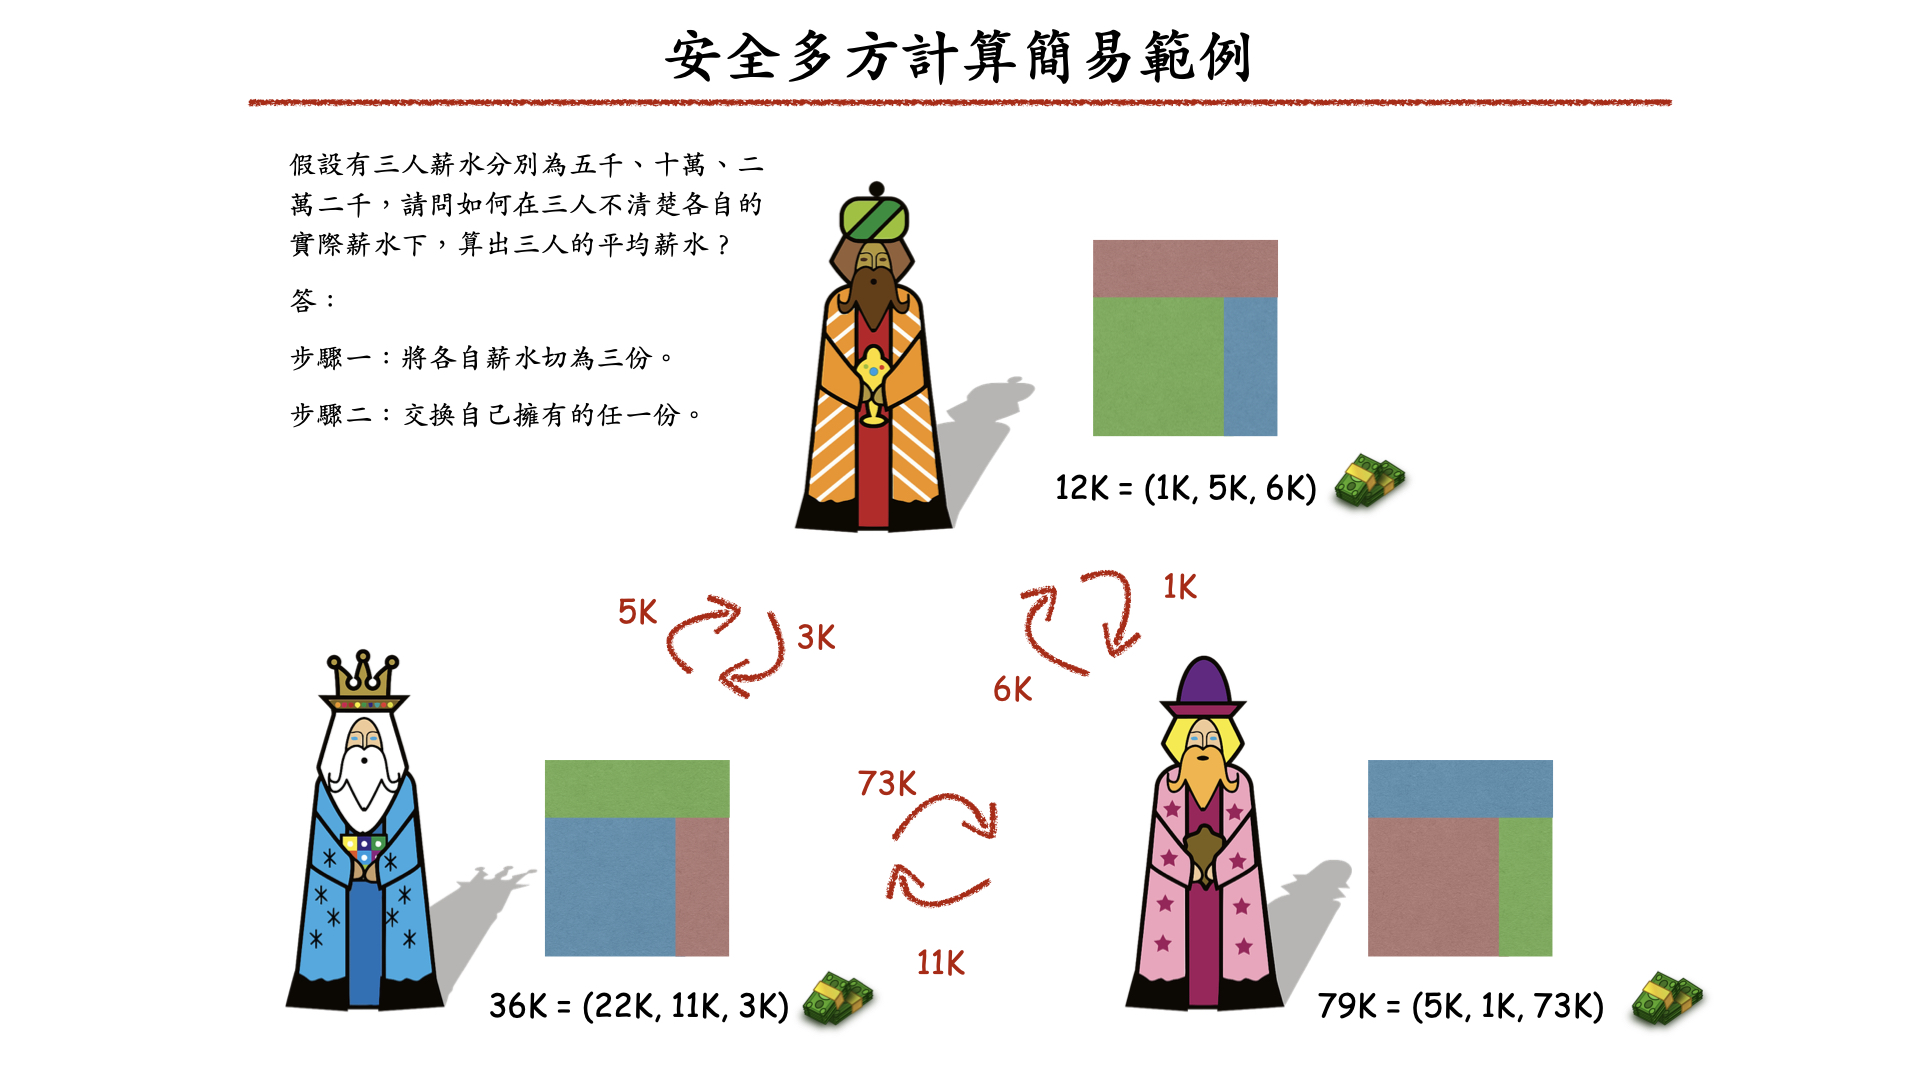 安全多方計算簡易範例
假設有三人薪水分別為五千、十萬、二
萬二千，請問如何在三人不清楚各自的
實際薪水下，算出三人的平均薪水？
答：
步驟一：將各自薪水切為三份。
步驟二：交換自己擁有的任一份。
12K = (1K, 5K, 6K)
5K
3K
1K
6K
73K
11K
36K = (22K, 11K, 3K)
79K = (5K, 1K, 73K)